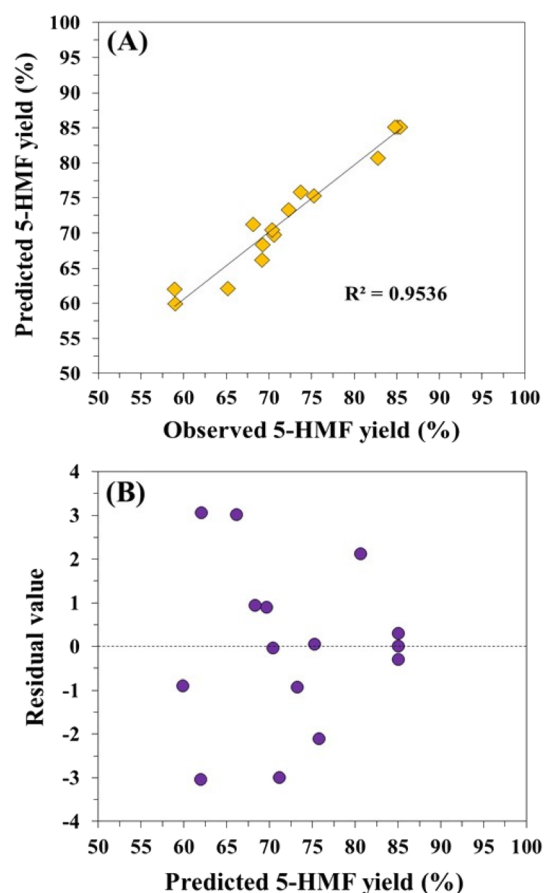 (A)
Predicted 5-HMF yield (%)
100
95
90
85
80
75
70
65
60
55
50
R² = 0.9536
50 55 60 65 70 75 80 85 90 95 100
Observed 5-HMF yield (%)
(B)
Residual value
4
3
2
1
0
-1
-2
-3
-4
50 55 60 65 70 75 80 85 90 95 100
Predicted 5-HMF yield (%)